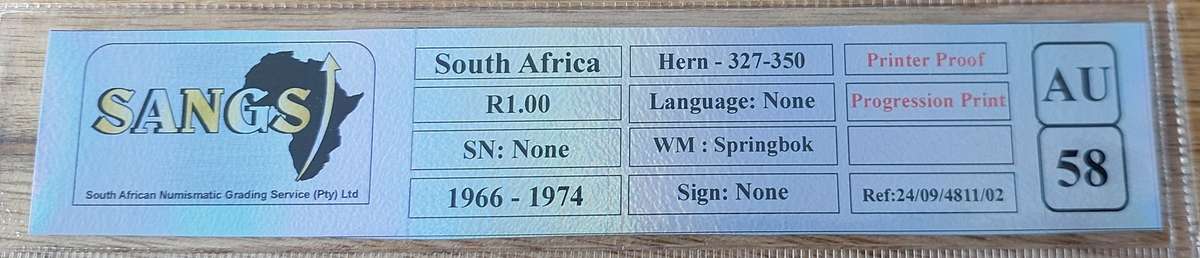 SANGS
South African Numismatic Grading Service (Pty) Ltd
South Africa
R1.00
SN: None
1966 - 1974
Hern - 327-350
Language: None
WM : Springbok
Sign: None
Printer Proof
Progression Print
Ref:24/09/4811/02
AU
58